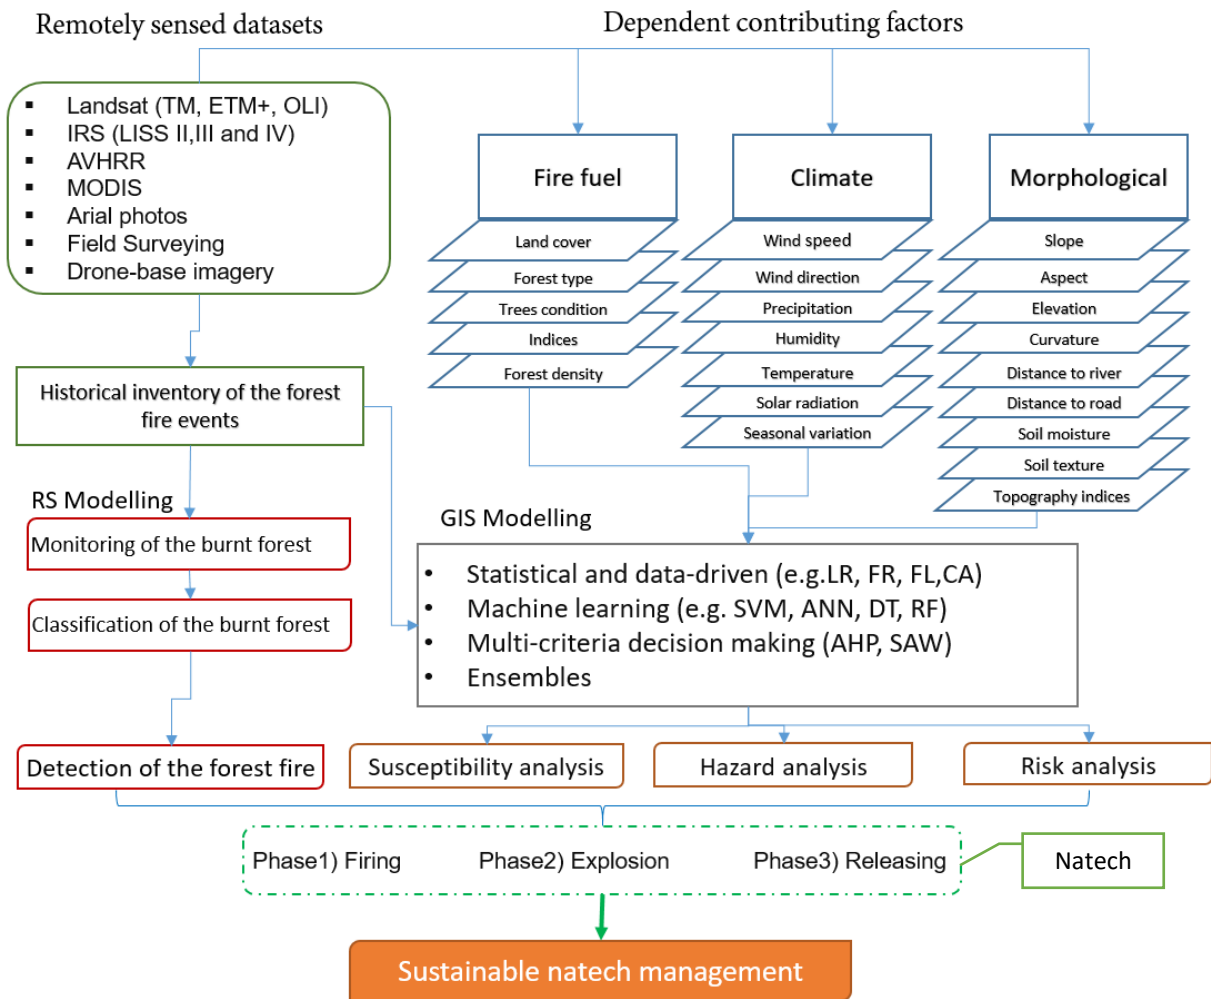 Remotely sensed datasets
Dependent contributing factors
▪ Landsat (TM, ETM+, OLI)
▪ IRS (LISS II,III and IV)
▪ AVHRR
▪ MODIS
▪ Arial photos
▪ Field Surveying
▪ Drone-base imagery
Fire fuel
Land cover
Forest type
Trees condition
Indices
Forest density
Climate
Wind speed
Wind direction
Precipitation
Humidity
Temperature
Solar radiation
Seasonal variation
Morphological
Slope
Aspect
Elevation
Curvature
Distance to river
Distance to road
Soil moisture
Soil texture
Topography indices
Historical inventory of the forest
fire events
RS Modelling
Monitoring of the burnt forest
Classification of the burnt forest
GIS Modelling
• Statistical and data-driven (e.g.LR, FR, FL,CA)
• Machine learning (e.g. SVM, ANN, DT, RF)
• Multi-criteria decision making (AHP, SAW)
• Ensembles
Detection of the forest fire
Susceptibility analysis
Hazard analysis
Risk analysis
Phase1) Firing
Phase2) Explosion
Phase3) Releasing
Natech
Sustainable natech management